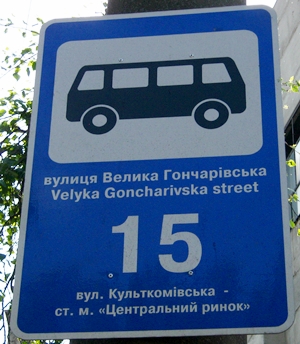 вулиця Велика Гончарівська
Velyka Goncharivska street
15
вул. Культкомівська -
ст. м. «Центральний ринок»